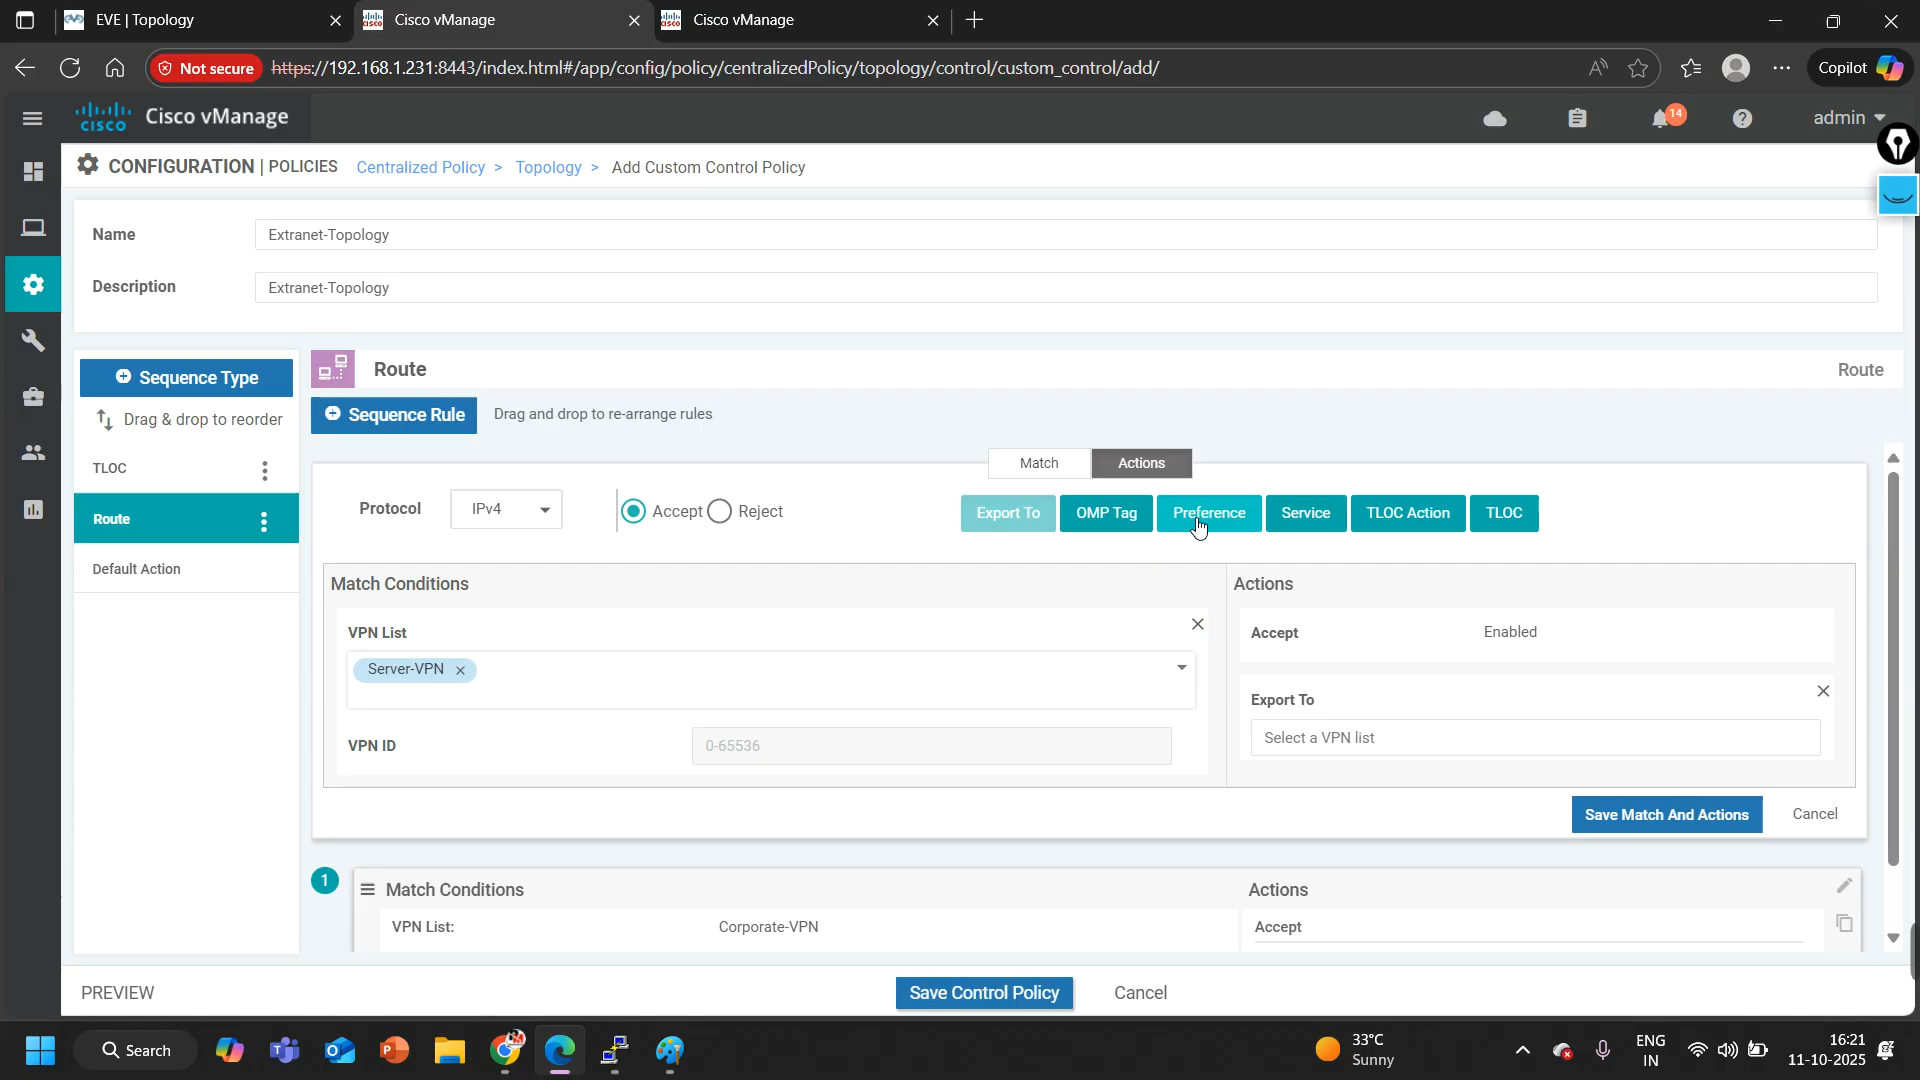 EVE | Topology
Cisco vManage
Cisco vManage
Not secure
https://192.168.1.231:8443/index.html#/app/config/policy/centralizedPolicy/topology/control/custom_control/add/
Copilot
CISCO
Cisco vManage
14
admin
CONFIGURATION | POLICIES Centralized Policy > Topology > Add Custom Control Policy
Name
Extranet-Topology
Description
Extranet-Topology
Sequence Type
Drag & drop to reorder
TLOC
Route
Default Action
Route
Route
Sequence Rule
Drag and drop to re-arrange rules
Match
Actions
Protocol
IPv4
Accept
Reject
Export To
OMP Tag
Preference
Service
TLOC Action
TLOC
Match Conditions
Actions
VPN List
Server-VPN
VPN ID
0-65536
Accept
Enabled
Export To
Select a VPN list
Save Match And Actions
Cancel
1
Match Conditions
Actions
VPN List:
Corporate-VPN
Accept
PREVIEW
Save Control Policy
Cancel
Search
33°C
Sunny
ENG
IN
16:21
11-10-2025